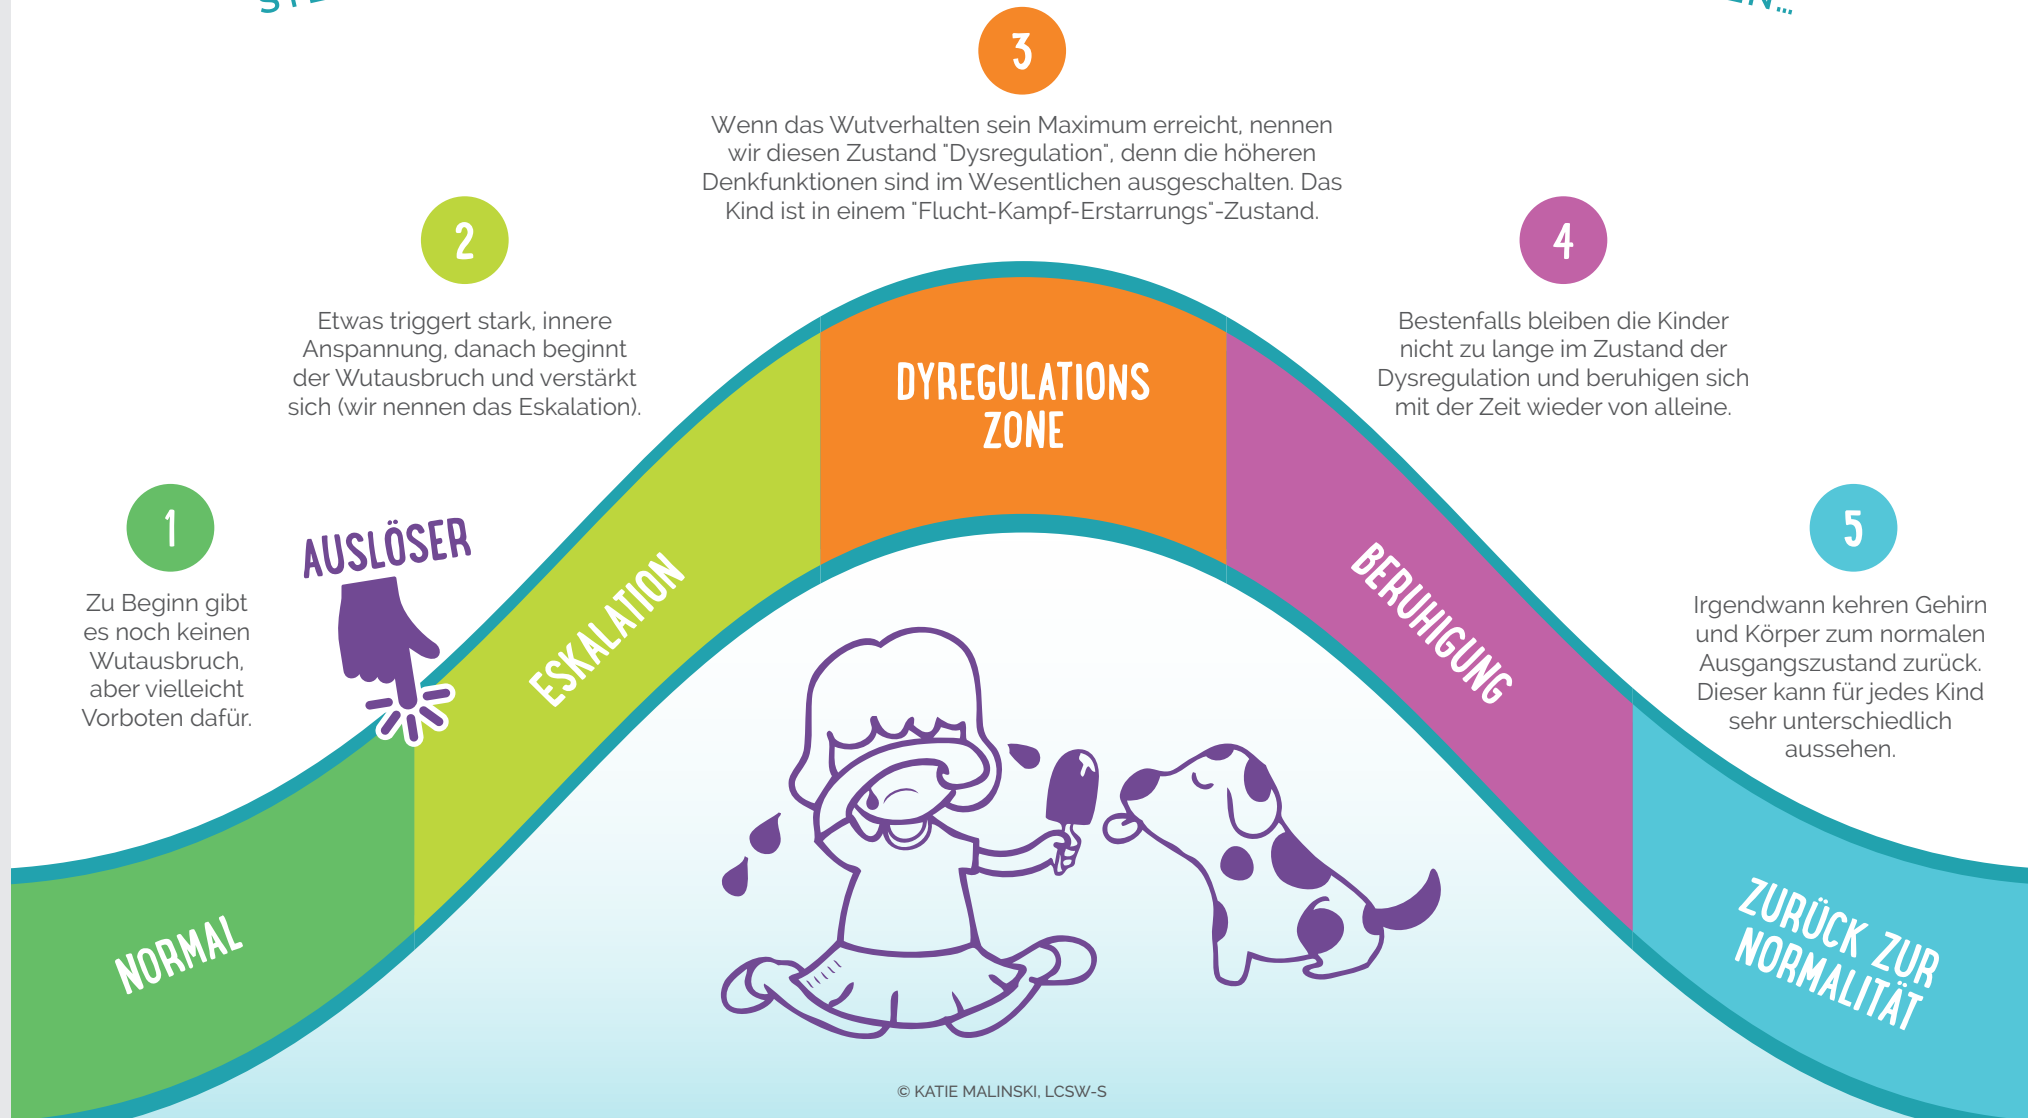 3
Wenn das Wutverhalten sein Maximum erreicht, nennen
wir diesen Zustand "Dysregulation", denn die höheren
Denkfunktionen sind im Wesentlichen ausgeschalten. Das
Kind ist in einem "Flucht-Kampf-Erstarrungs"-Zustand.
2
Etwas triggert stark, innere
Anspannung, danach beginnt
der Wutausbruch und verstärkt
sich (wir nennen das Eskalation).
4
Bestenfalls bleiben die Kinder
nicht zu lange im Zustand der
Dysregulation und beruhigen sich
mit der Zeit wieder von alleine.
1
Zu Beginn gibt
es noch keinen
Wutausbruch,
aber vielleicht
Vorboten dafür.
5
Irgendwann kehren Gehirn
und Körper zum normalen
Ausgangszustand zurück.
Dieser kann für jedes Kind
sehr unterschiedlich
aussehen.
NORMAL
AUSLÖSER
ESKALATION
DYREGULATIONS
ZONE
BERUHIGUNG
ZURÜCK ZUR
NORMALITÄT
© KATIE MALINSKI, LCSW-S